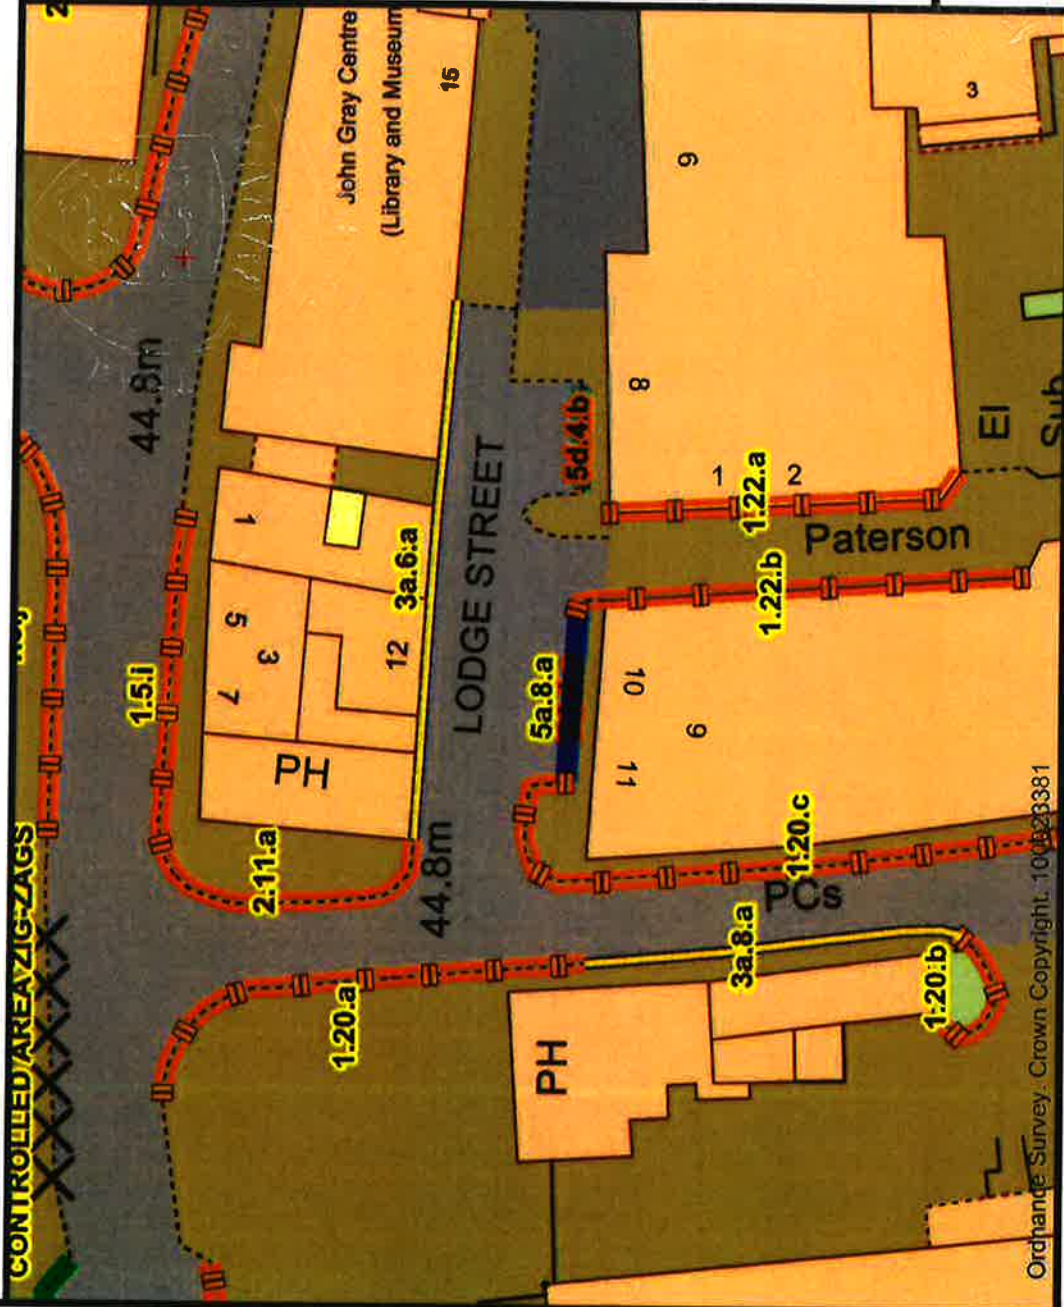 CONTROLLED AREA ZIG-ZAGS
2
John Gray Centre
(Library and Museum
15
44.8m
1.5.i
1
5
3
7
12
PH
2.11.a
3a.6.a
LODGE STREET
44.8m
5d.4.b
5a.8.a
9
8
3
1
2
1.22.a
Paterson
1.22.b
El
Sub
10
11
9
1.20.c
PCs
3a.8.a
1.20.a
1.20.b
PH
Ordnance Survey. Crown Copyright. 100023381